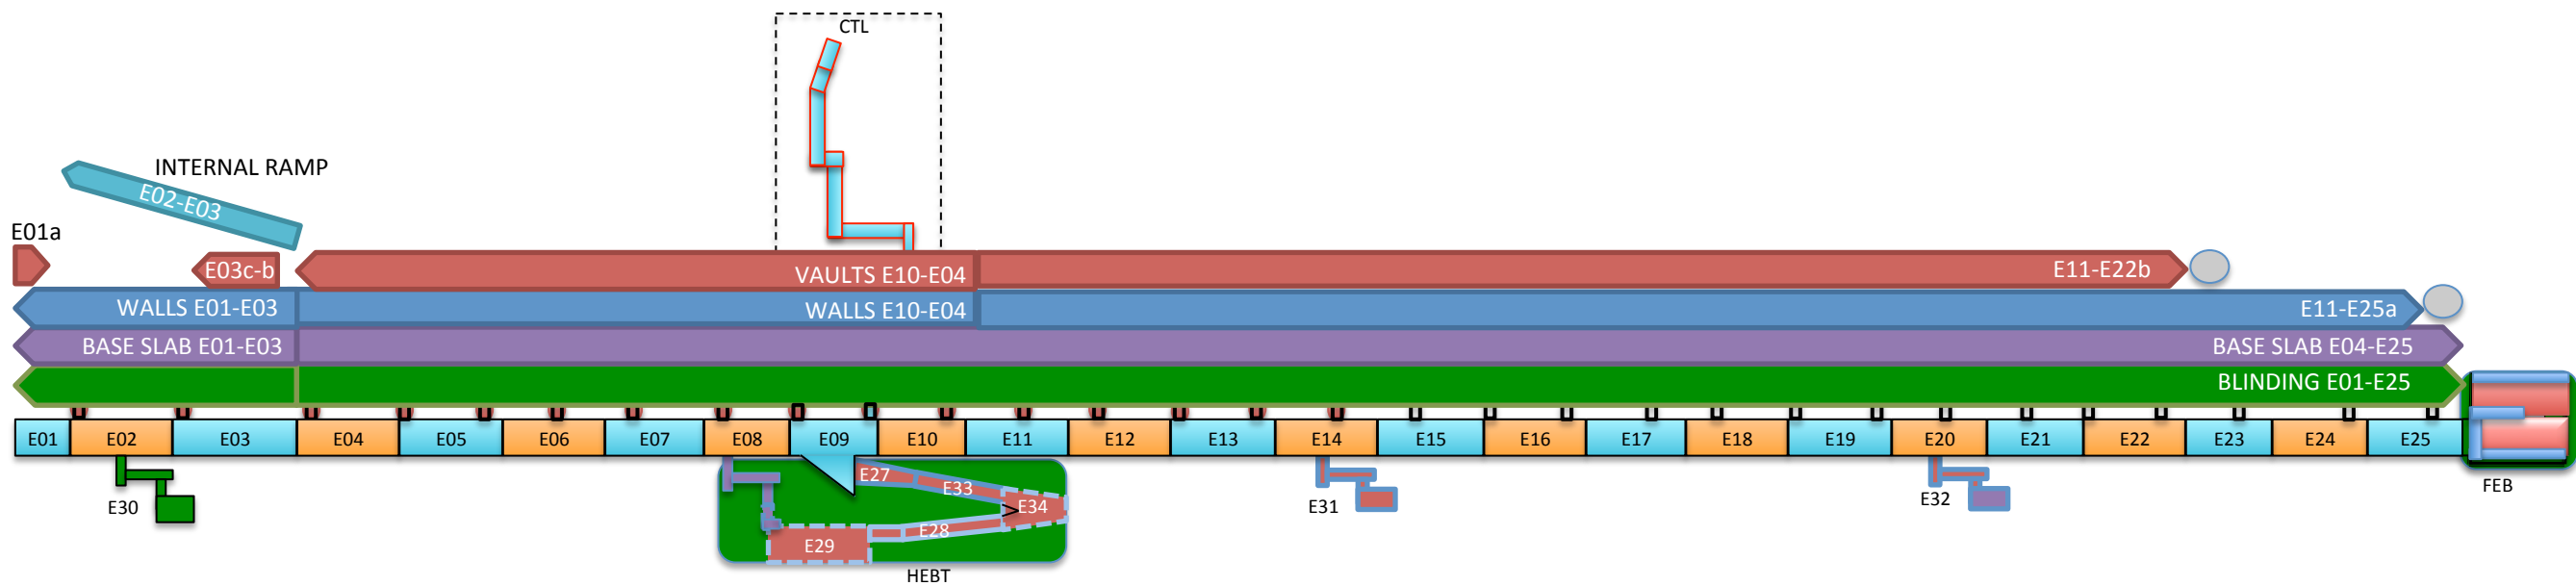 CTL
INTERNAL RAMP
E02-E03
E01a
E03c-b
VAULTS E10-E04
E11-E22b
WALLS E01-E03
WALLS E10-E04
E11-E25a
BASE SLAB E01-E03
BASE SLAB E04-E25
BLINDING E01-E25
E01
E02
E03
E04
E05
E06
E07
E08
E09
E10
E11
E12
E13
E14
E15
E16
E17
E18
E19
E20
E21
E22
E23
E24
E25
E27
E33
E34
E28
E29
E30
E31
E32
FEB
HEBT